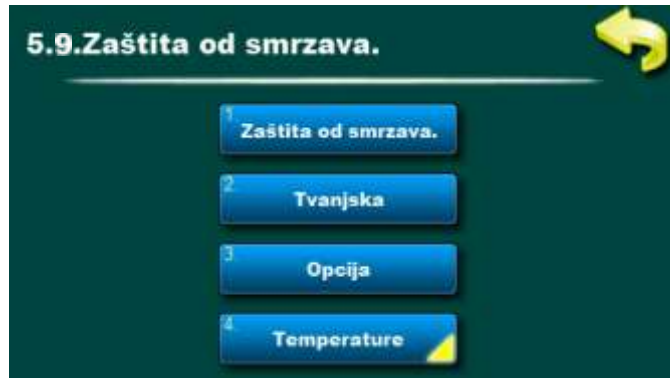 5.9.Zaštita od smrzava.
1
Zaštita od smrzava.
2
Tvanjska
3
Opcija
4
Temperature